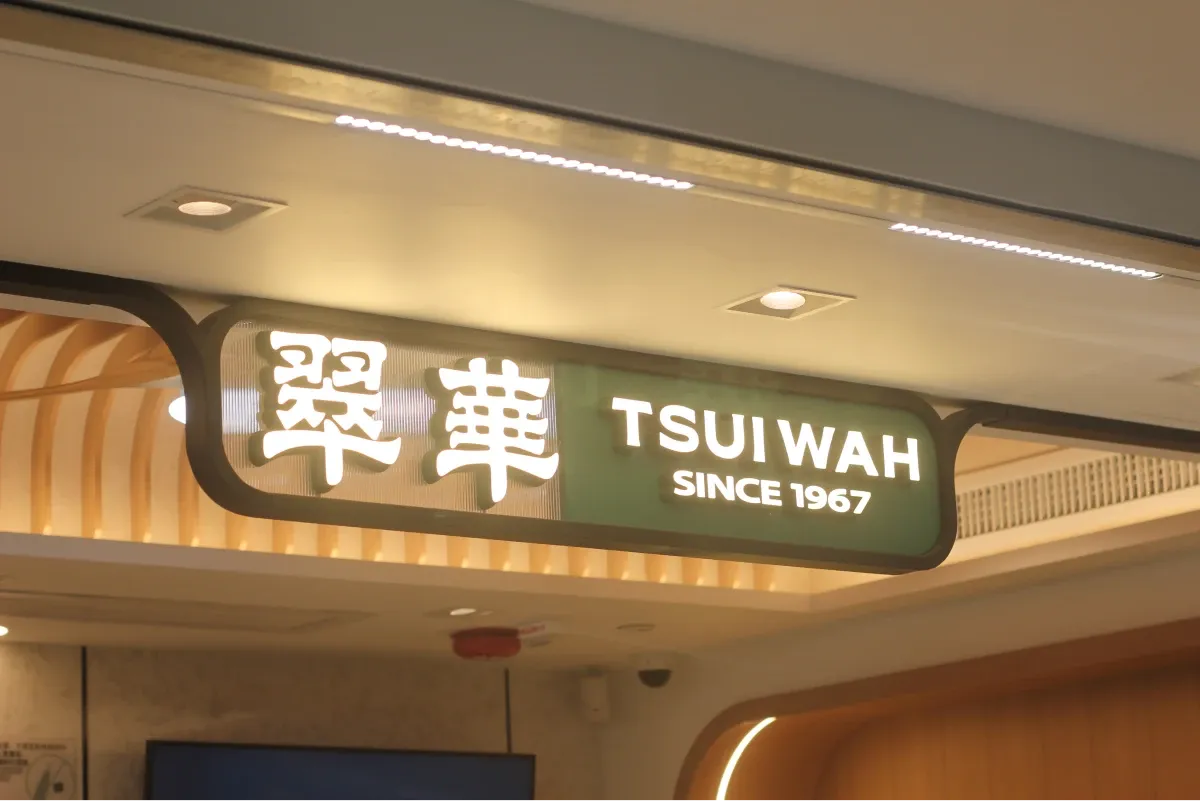 翠華
TSUI WAH
SINCE 1967